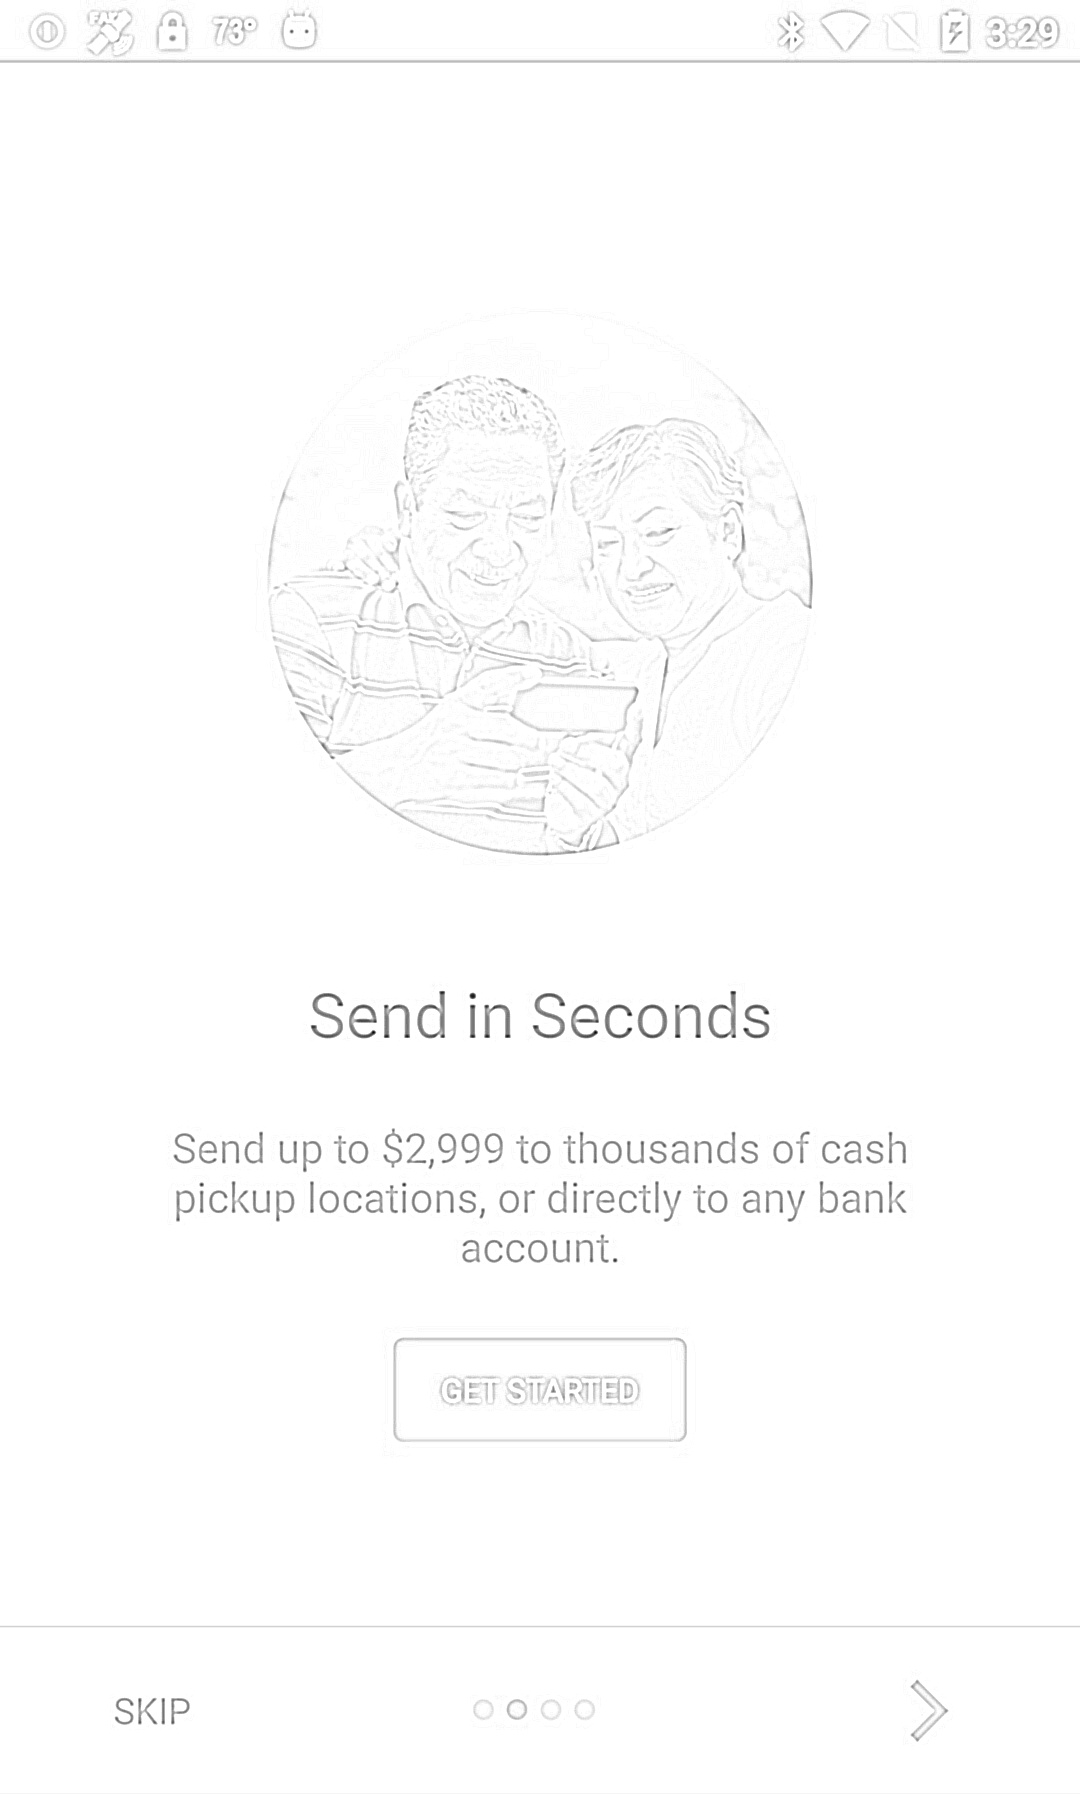 FAKE 73° 3:29
Send in Seconds
Send up to $2,999 to thousands of cash
pickup locations, or directly to any bank
account.
GET STARTED
SKIP